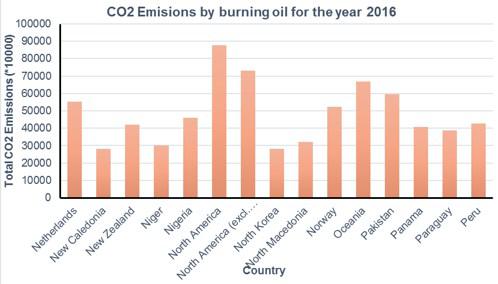 CO2 Emisions by burning oil for the year 2016
Total CO2 Emissions (*10000)
100000
90000
80000
70000
60000
50000
40000
30000
20000
10000
0
Netherlands
New Caledonia
New Zealand
Niger
Nigeria
North America
North America (excl....
North Korea
North Macedonia
Norway
Oceania
Pakistan
Panama
Paraguay
Peru
Country